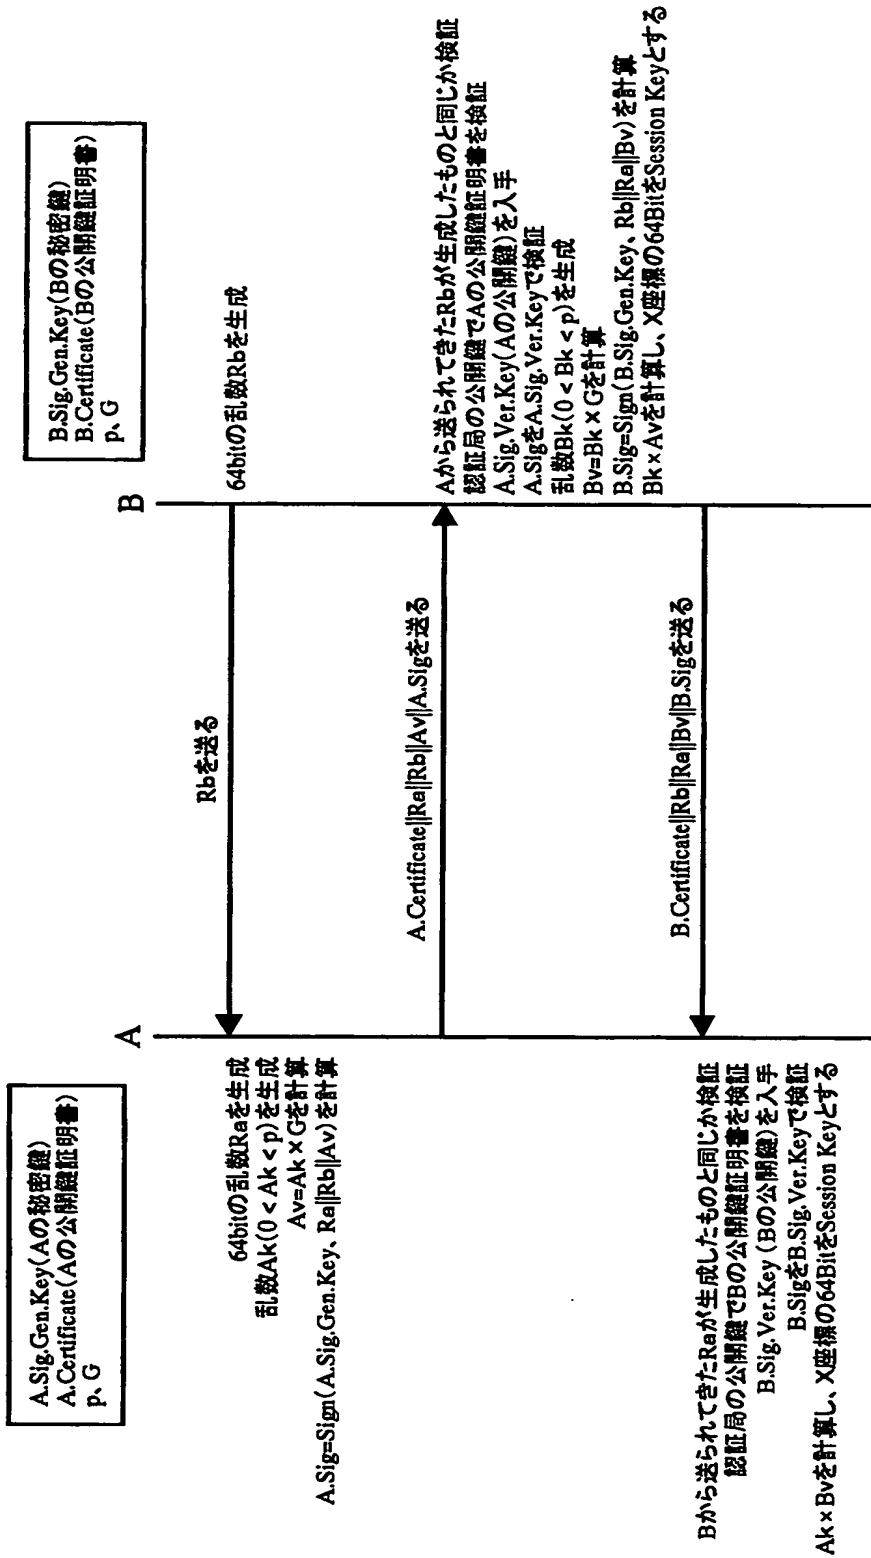 A.Sig.Gen.Key(Aの秘密鍵)
A.Certificate(Aの公開鍵証明書)
p、G
B.Sig.Gen.Key(Bの秘密鍵)
B.Certificate(Bの公開鍵証明書)
p、G
A
B
64bitの乱数Rbを生成
Rbを送る
64bitの乱数Raを生成
乱数Ak(0 < Ak < p)を生成
Av=Ak×Gを計算
A.Sig=Sign(A.Sig.Gen.Key、Ra||Rb||Av)を計算
A.Certificate||Ra||Rb||Av||A.Sigを送る
Aから送られてきたRbが生成したものと同じか検証
認証局の公開鍵でAの公開鍵証明書を検証
A.Sig.Ver.Key(Aの公開鍵)を入手
A.SigをA.Sig.Ver.Keyで検証
乱数Bk(0 < Bk < p)を生成
Bv=Bk×Gを計算
B.Sig=Sign(B.Sig.Gen.Key、Rb||Ra||Bv)を計算
Bk×Avを計算し、X座標の64BitをSession Keyとする
B.Certificate||Rb||Ra||Bv||B.Sigを送る
Bから送られてきたRaが生成したものと同じか検証
認証局の公開鍵でBの公開鍵証明書を検証
B.Sig.Ver.Key (Bの公開鍵)を入手
B.SigをB.Sig.Ver.Keyで検証
Ak×Bvを計算し、X座標の64BitをSession Keyとする